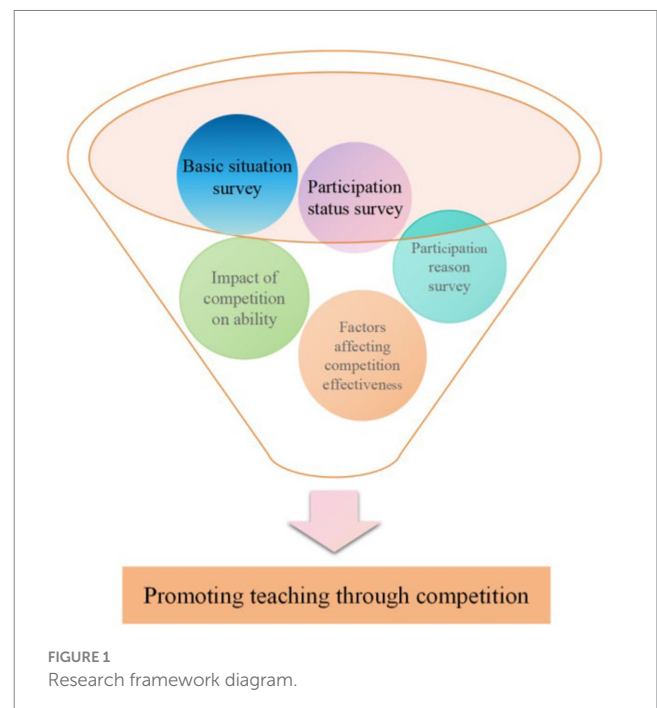 Basic situation
survey
Participation
status survey
Participation
reason
survey
Impact of
competition
on ability
Factors
affecting
competition
effectiveness
Promoting teaching through competition
FIGURE 1
Research framework diagram.